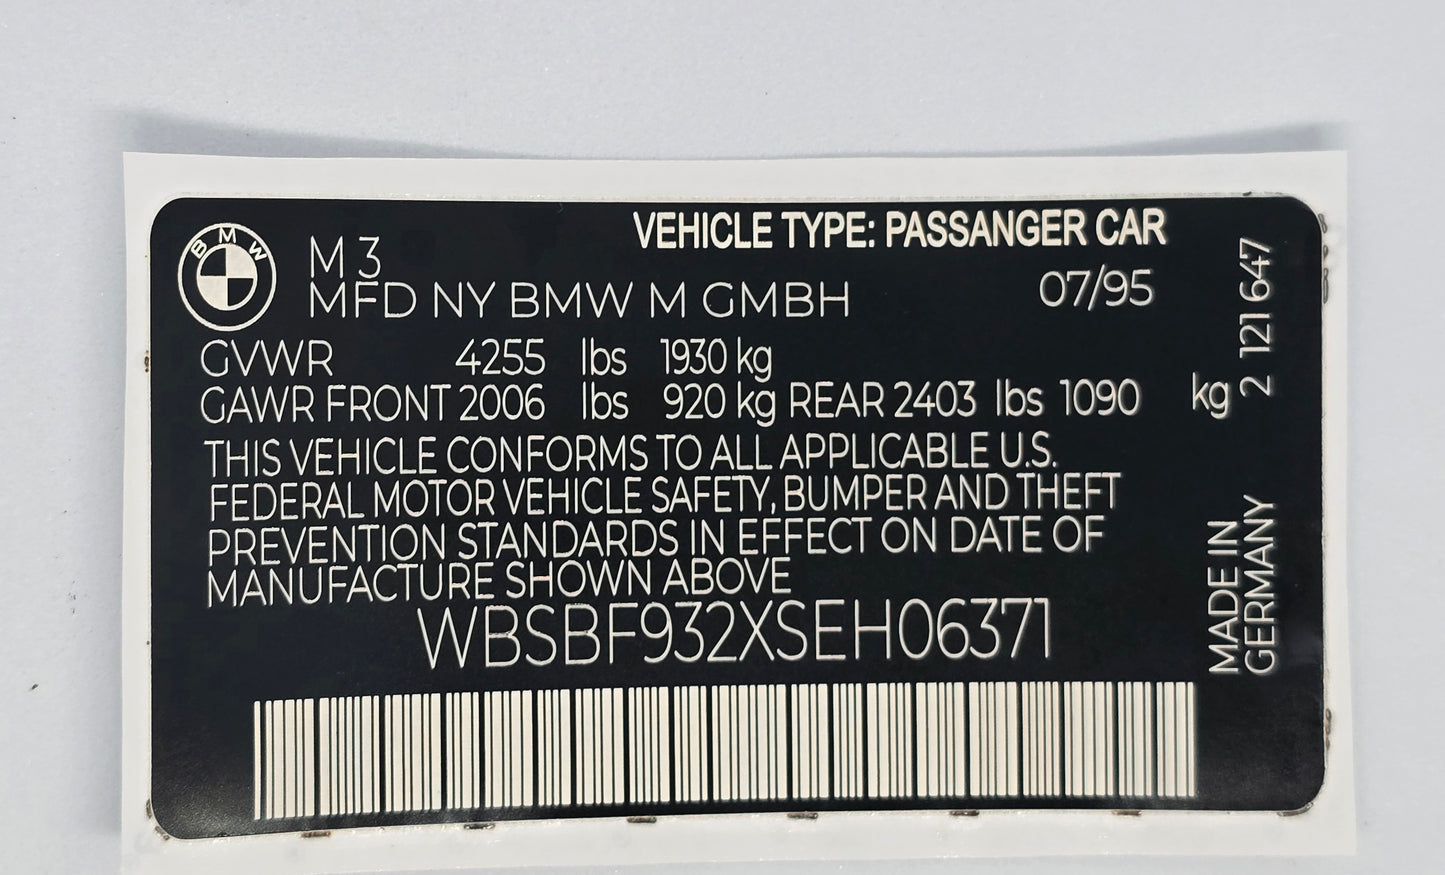 BMW
VEHICLE TYPE: PASSANGER CAR
M 3
MFD NY BMW M GMBH 07/95
GVWR 4255 lbs 1930 kg
GAWR FRONT 2006 lbs 920 kg REAR 2403 lbs 1090 kg
THIS VEHICLE CONFORMS TO ALL APPLICABLE U.S.
FEDERAL MOTOR VEHICLE SAFETY, BUMPER AND THEFT
PREVENTION STANDARDS IN EFFECT ON DATE OF
MANUFACTURE SHOWN ABOVE
WBSBF932XSEH06371
2 121 647
MADE IN
GERMANY